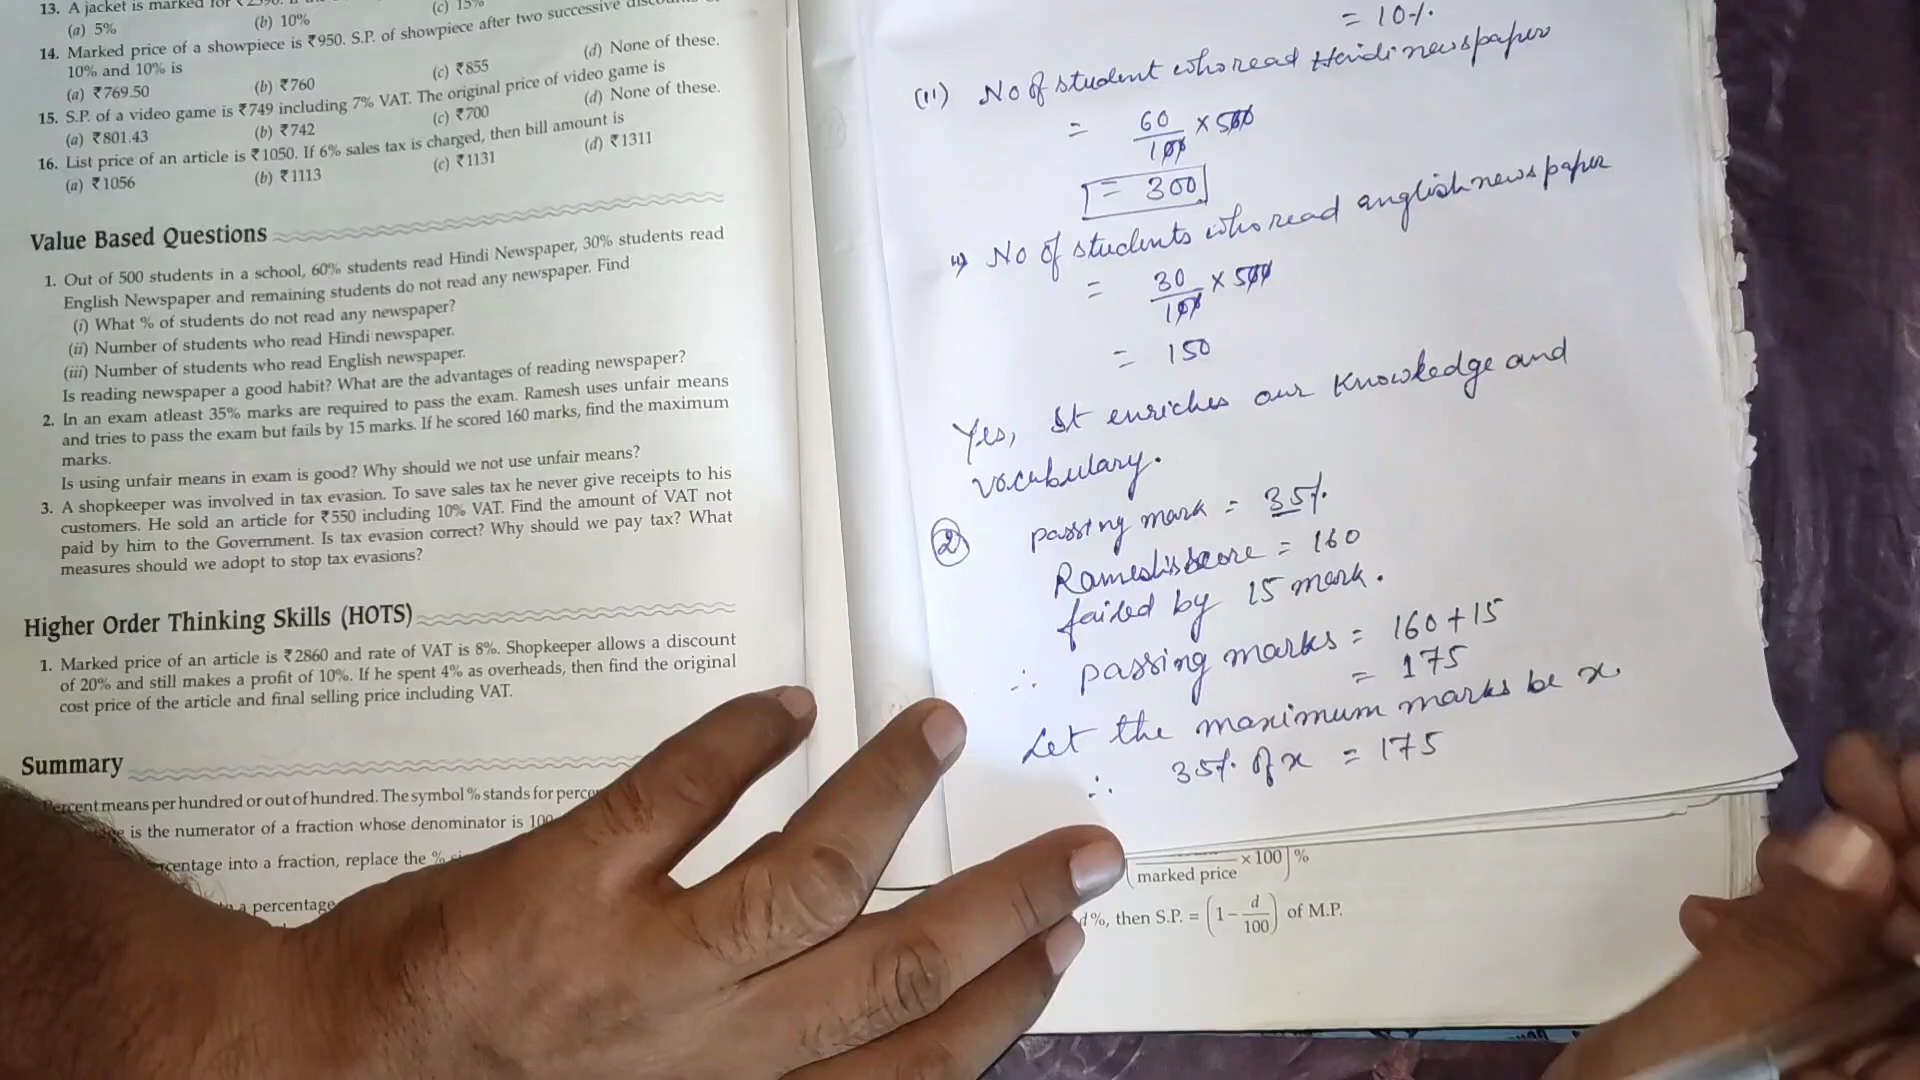 13. A jacket is marked for
(a) 5%
(b) 10%
(c) 15%
14. Marked price of a showpiece is ₹950. S.P. of showpiece after two successive
10% and 10% is
(a) ₹769.50
(b) ₹760
(c) ₹855
(d) None of these.
15. S.P. of a video game is ₹749 including 7% VAT. The original price of video game is
(a) ₹801.43
(b) ₹742
(c) ₹700
(d) None of these.
16. List price of an article is ₹1050. If 6% sales tax is charged, then bill amount is
(a) ₹1056
(b) ₹1113
(c) ₹1131
(d) ₹1311
Value Based Questions
1. Out of 500 students in a school, 60% students read Hindi Newspaper, 30% students read
English Newspaper and remaining students do not read any newspaper. Find
(i) What % of students do not read any newspaper?
(ii) Number of students who read Hindi newspaper.
(iii) Number of students who read English newspaper.
Is reading newspaper a good habit? What are the advantages of reading newspaper?
2. In an exam atleast 35% marks are required to pass the exam. Ramesh uses unfair means
and tries to pass the exam but fails by 15 marks. If he scored 160 marks, find the maximum
marks.
Is using unfair means in exam is good? Why should we not use unfair means?
3. A shopkeeper was involved in tax evasion. To save sales tax he never give receipts to his
customers. He sold an article for ₹550 including 10% VAT. Find the amount of VAT not
paid by him to the Government. Is tax evasion correct? Why should we pay tax? What
measures should we adopt to stop tax evasions?
Higher Order Thinking Skills (HOTS)
1. Marked price of an article is ₹2860 and rate of VAT is 8%. Shopkeeper allows a discount
of 20% and still makes a profit of 10%. If he spent 4% as overheads, then find the original
cost price of the article and final selling price including VAT.
Summary
Percent means per hundred or out of hundred. The symbol % stands for
is the numerator of a fraction whose denominator is 100
percentage into a fraction, replace the %
a percentage
= 10%.
(ii) No of student who read Hindi newspaper
= 60/100 × 500
= 300
No of students who read english newspaper
= 30/100 × 500
= 150
Yes, It enriches our knowledge and
vocabulary.
(2) passing mark = 35%.
Ramesh's score = 160
failed by 15 mark.
∴ passing marks = 160+15
= 175
Let the maximum marks be x.
∴ 35% of x = 175
marked price × 100 %
d%, then S.P. = (1 − d/100) of M.P.